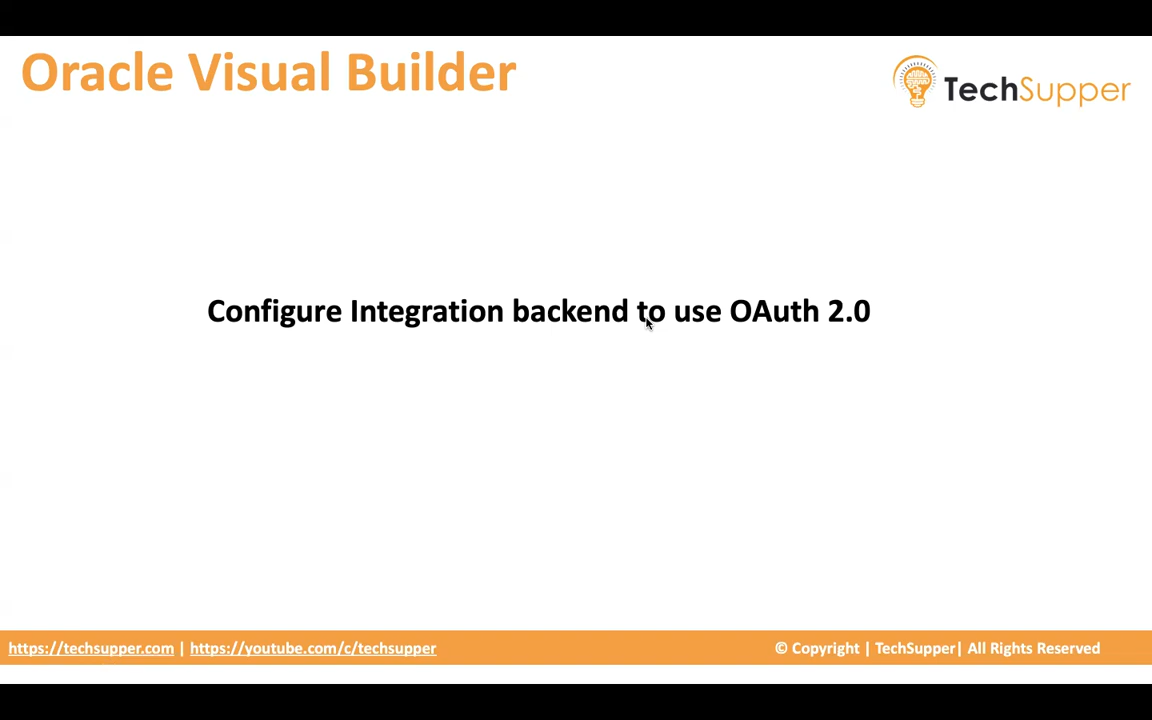 Oracle Visual Builder
TechSupper
Configure Integration backend to use OAuth 2.0
https://techsupper.com | https://youtube.com/c/techsupper
© Copyright | TechSupper| All Rights Reserved